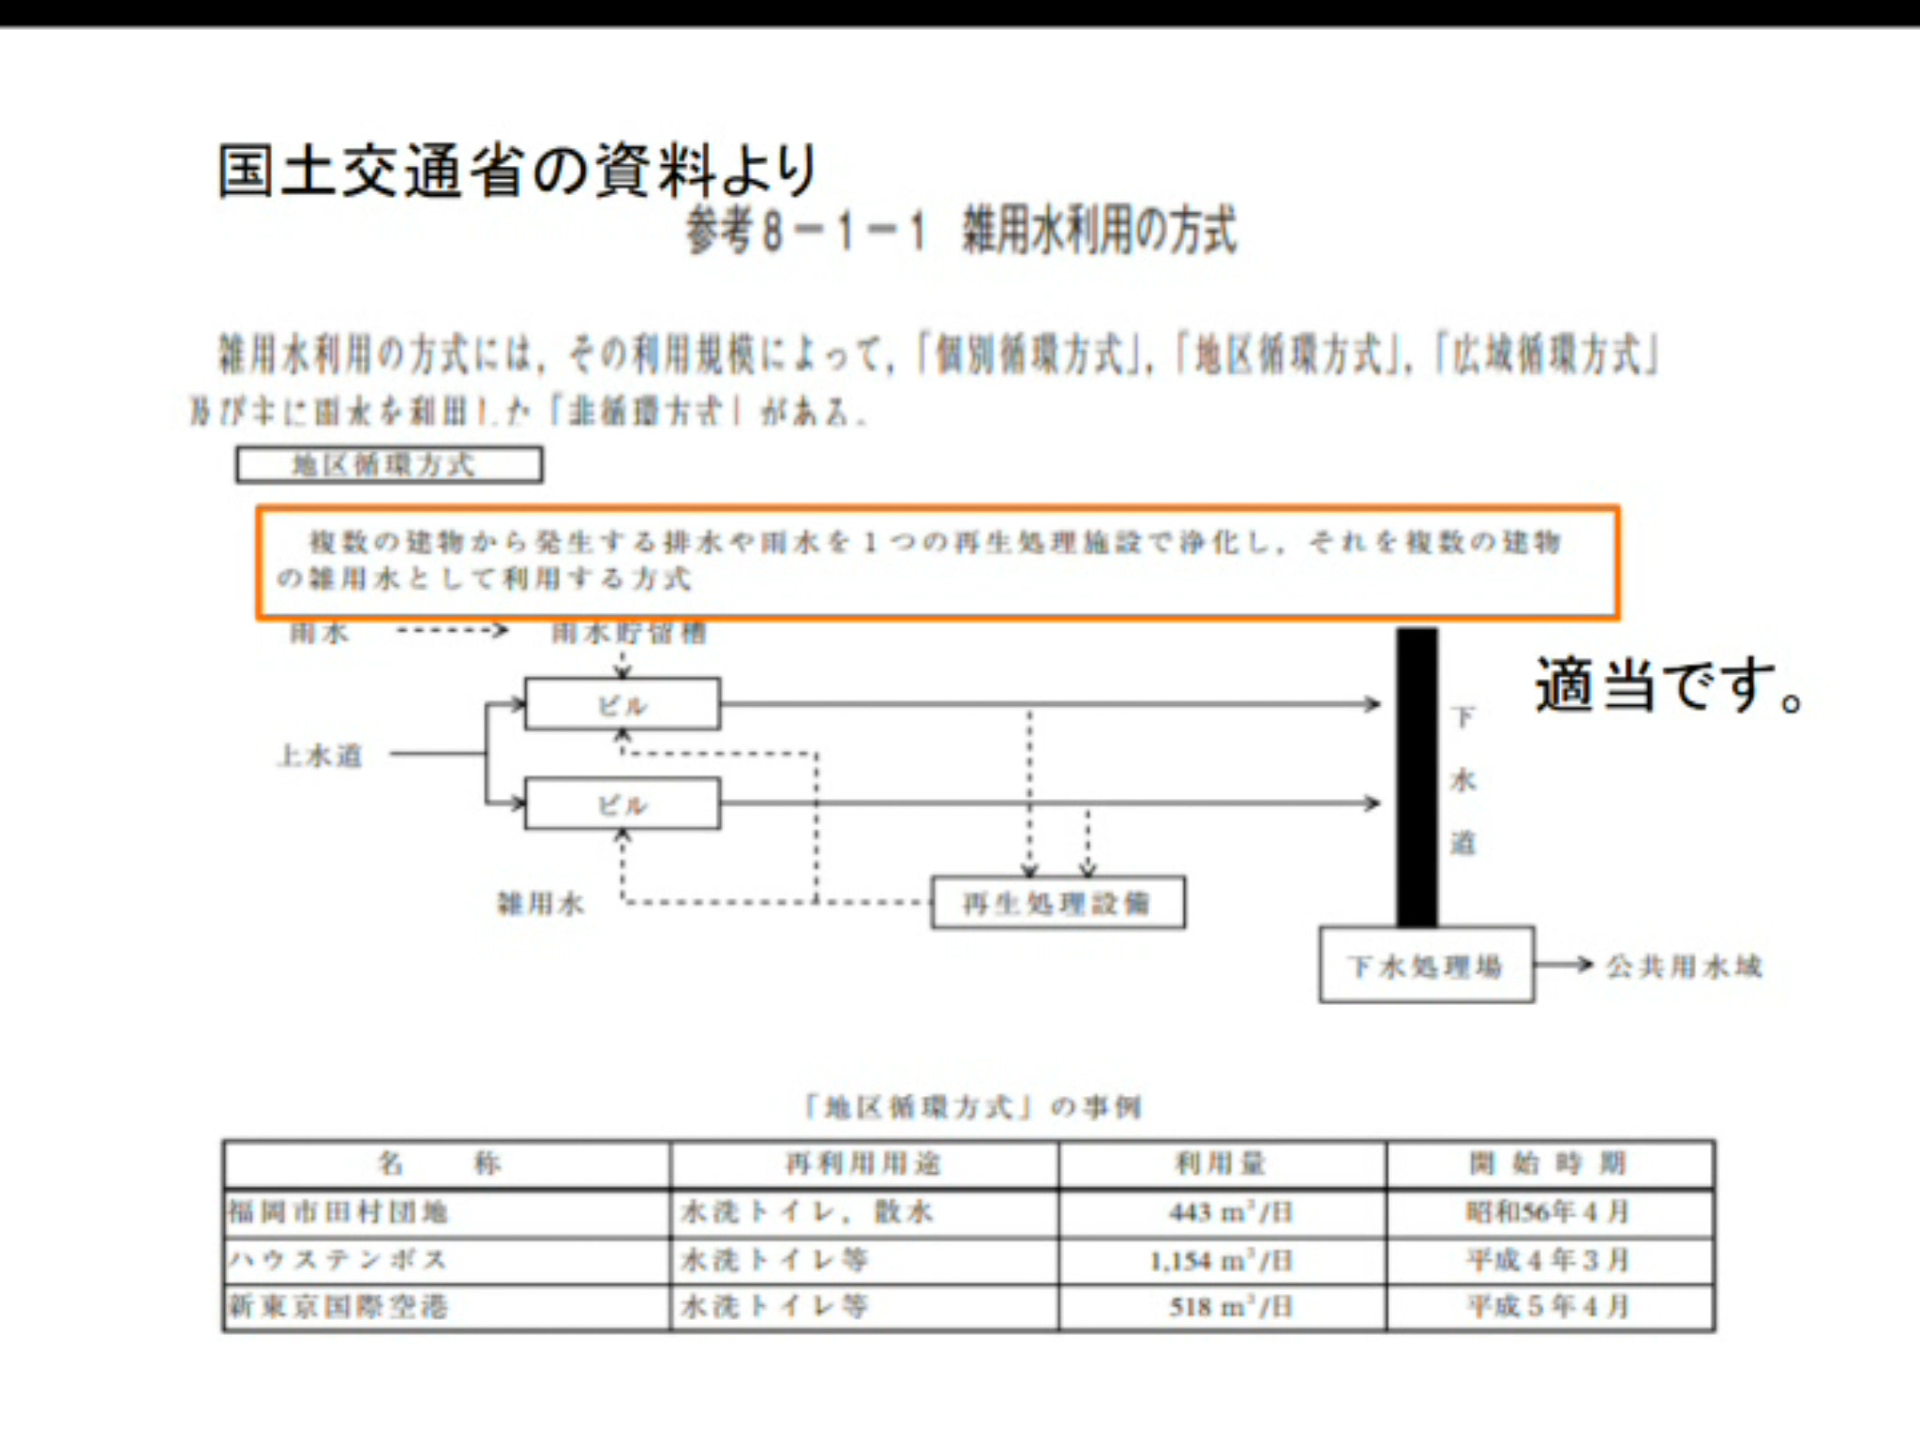 国土交通省の資料より
参考8－1－1　雑用水利用の方式
雑用水利用の方式には，その利用規模によって，「個別循環方式」，「地区循環方式」，「広域循環方式」
及び主に雨水を利用した「非循環方式」がある。
地区循環方式
複数の建物から発生する排水や雨水を１つの再生処理施設で浄化し，それを複数の建物
の雑用水として利用する方式
雨水　雨水貯留槽
適当です。
ビル
下水道
上水道
ビル
雑用水　再生処理設備
下水処理場　公共用水域
「地区循環方式」の事例
名　称　再利用用途　利用量　開始時期
福岡市田村団地　水洗トイレ，散水　443 m³/日　昭和56年４月
ハウステンボス　水洗トイレ等　1,154 m³/日　平成４年３月
新東京国際空港　水洗トイレ等　518 m³/日　平成５年４月